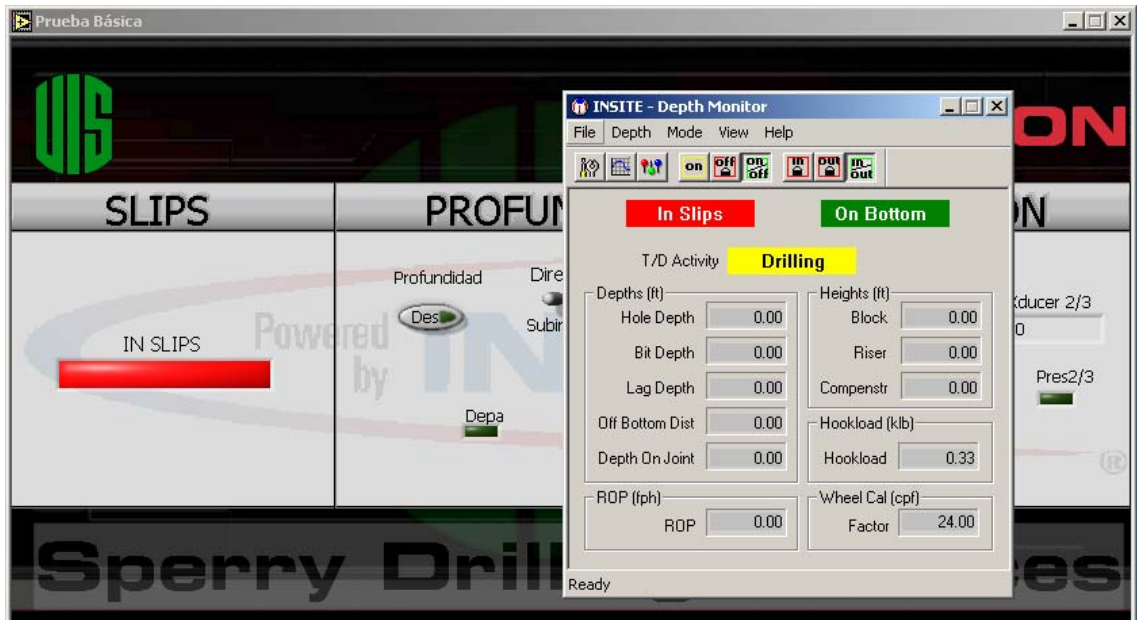 Prueba Básica
UIS
ON
SLIPS
PROFUN
ON
IN SLIPS
Profundidad
Des
Dire
Subir
Depa
Powered
by
IN
Xducer 2/3
0
Pres2/3
®
Sperry Drill
es
INSITE - Depth Monitor
File Depth Mode View Help
on off on off in out in out
In Slips On Bottom
T/D Activity Drilling
Depths (ft)
Hole Depth 0.00
Bit Depth 0.00
Lag Depth 0.00
Off Bottom Dist 0.00
Depth On Joint 0.00
ROP (fph)
ROP 0.00
Heights (ft)
Block 0.00
Riser 0.00
Compenstr 0.00
Hookload (klb)
Hookload 0.33
Wheel Cal (cpf)
Factor 24.00
Ready